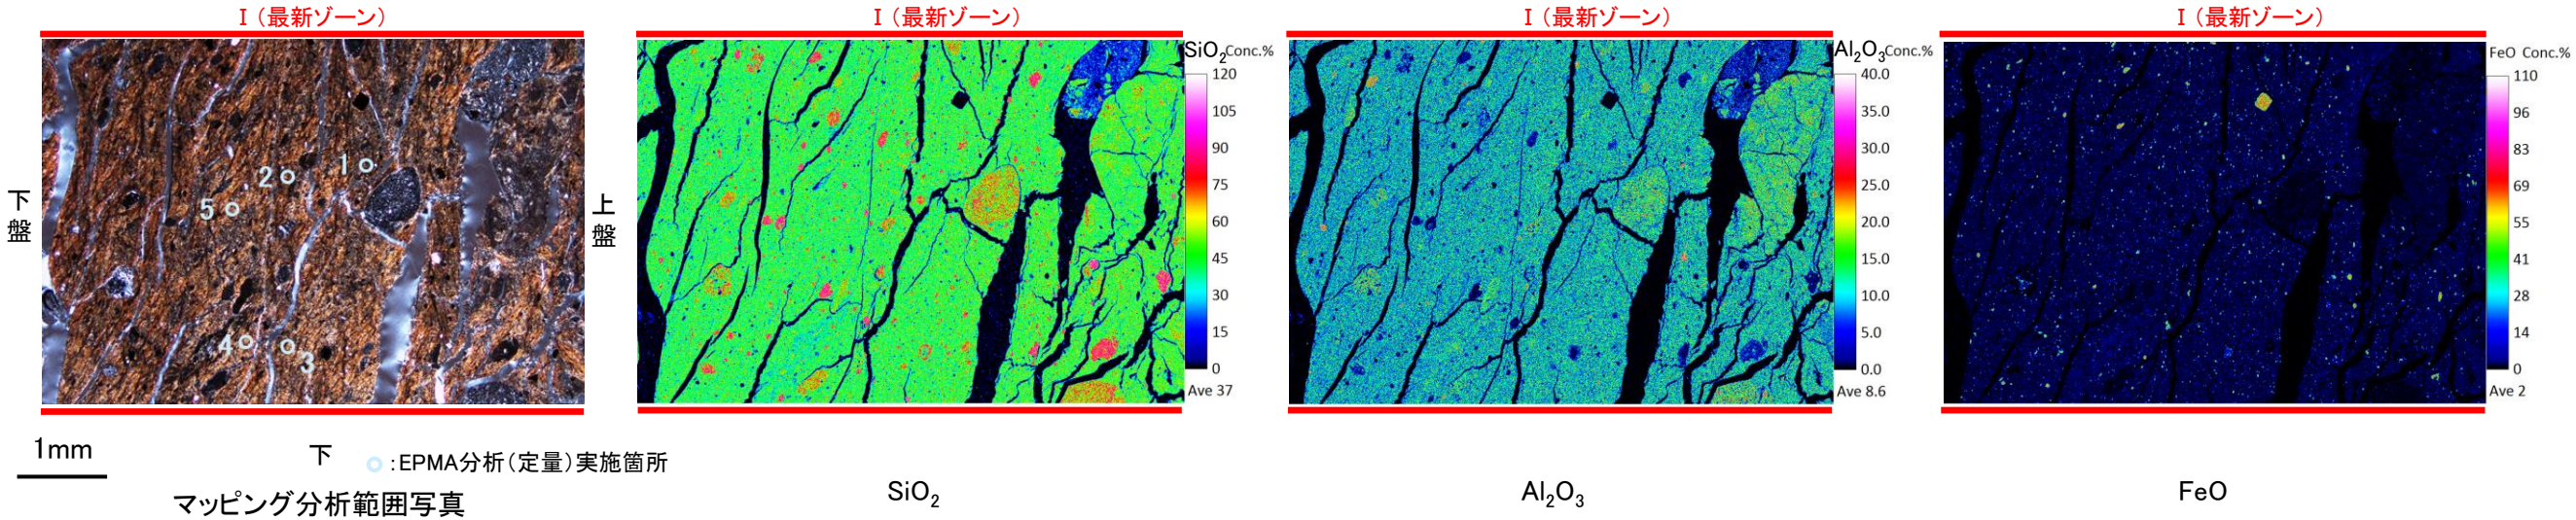 I (最新ゾーン)
I (最新ゾーン)
I (最新ゾーン)
I (最新ゾーン)
下盤
上盤
1
2
5
4
3
SiO2 Conc.%
120
105
90
75
60
45
30
15
0
Ave 37
Al2O3 Conc.%
40.0
35.0
30.0
25.0
20.0
15.0
10.0
5.0
0.0
Ave 8.6
FeO Conc.%
110
96
83
69
55
41
28
14
0
Ave 2
1mm
下
:EPMA分析(定量)実施箇所
マッピング分析範囲写真
SiO2
Al2O3
FeO